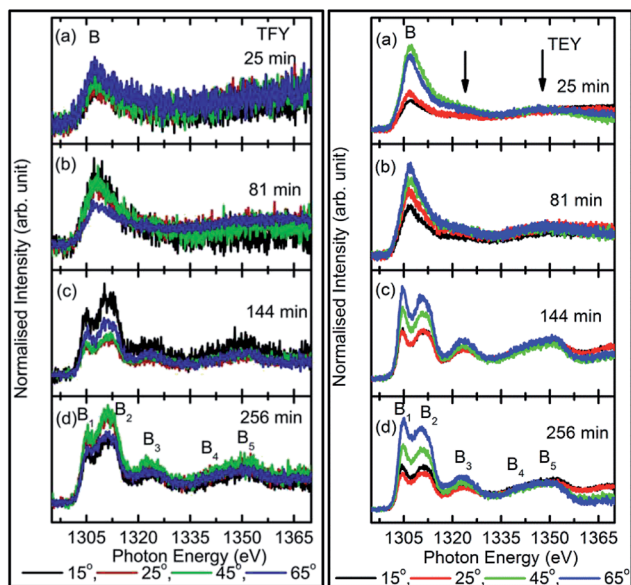 (a) B TFY
25 min
(b)
81 min
(c)
144 min
(d) 256 min
B1 B2 B3 B4 B5
Normalised Intensity (arb. unit)
1305 1320 1335 1350 1365
Photon Energy (eV)
15°, 25°, 45°, 65°
(a) B TEY
25 min
(b)
81 min
(c)
144 min
(d) 256 min
B1 B2 B3 B4 B5
Normalised Intensity (arb. unit)
1305 1320 1335 1350 1365
Photon Energy (eV)
15°, 25°, 45°, 65°